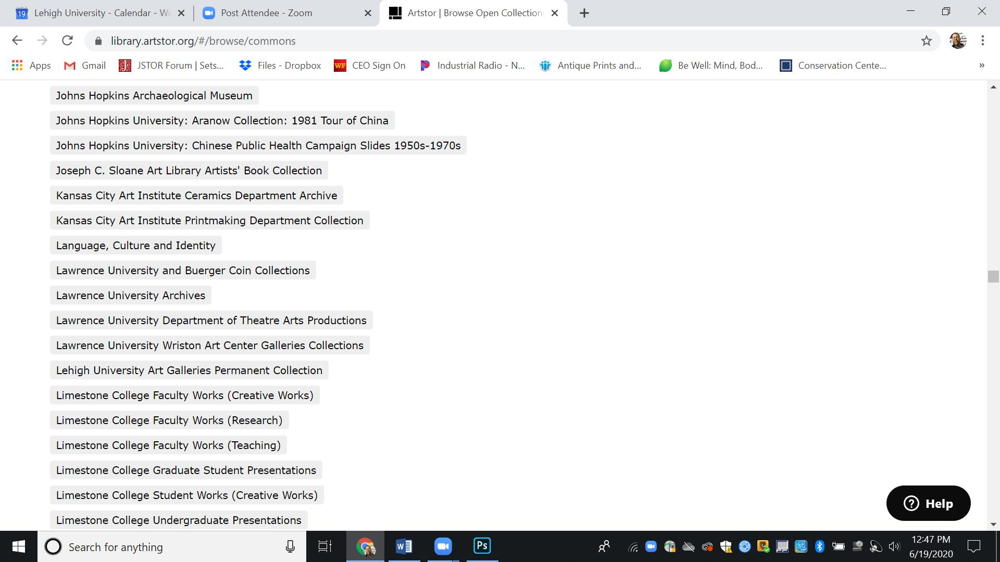 19 Lehigh University - Calendar - We
Post Attendee - Zoom
Artstor | Browse Open Collection
library.artstor.org/#/browse/commons
Apps
Gmail
JSTOR Forum | Sets...
Files - Dropbox
WF CEO Sign On
Industrial Radio - N...
Antique Prints and...
Be Well: Mind, Bod...
Conservation Cente...
»
Johns Hopkins Archaeological Museum
Johns Hopkins University: Aranow Collection: 1981 Tour of China
Johns Hopkins University: Chinese Public Health Campaign Slides 1950s-1970s
Joseph C. Sloane Art Library Artists' Book Collection
Kansas City Art Institute Ceramics Department Archive
Kansas City Art Institute Printmaking Department Collection
Language, Culture and Identity
Lawrence University and Buerger Coin Collections
Lawrence University Archives
Lawrence University Department of Theatre Arts Productions
Lawrence University Wriston Art Center Galleries Collections
Lehigh University Art Galleries Permanent Collection
Limestone College Faculty Works (Creative Works)
Limestone College Faculty Works (Research)
Limestone College Faculty Works (Teaching)
Limestone College Graduate Student Presentations
Limestone College Student Works (Creative Works)
Limestone College Undergraduate Presentations
? Help
Search for anything
W
Ps
12:47 PM
6/19/2020